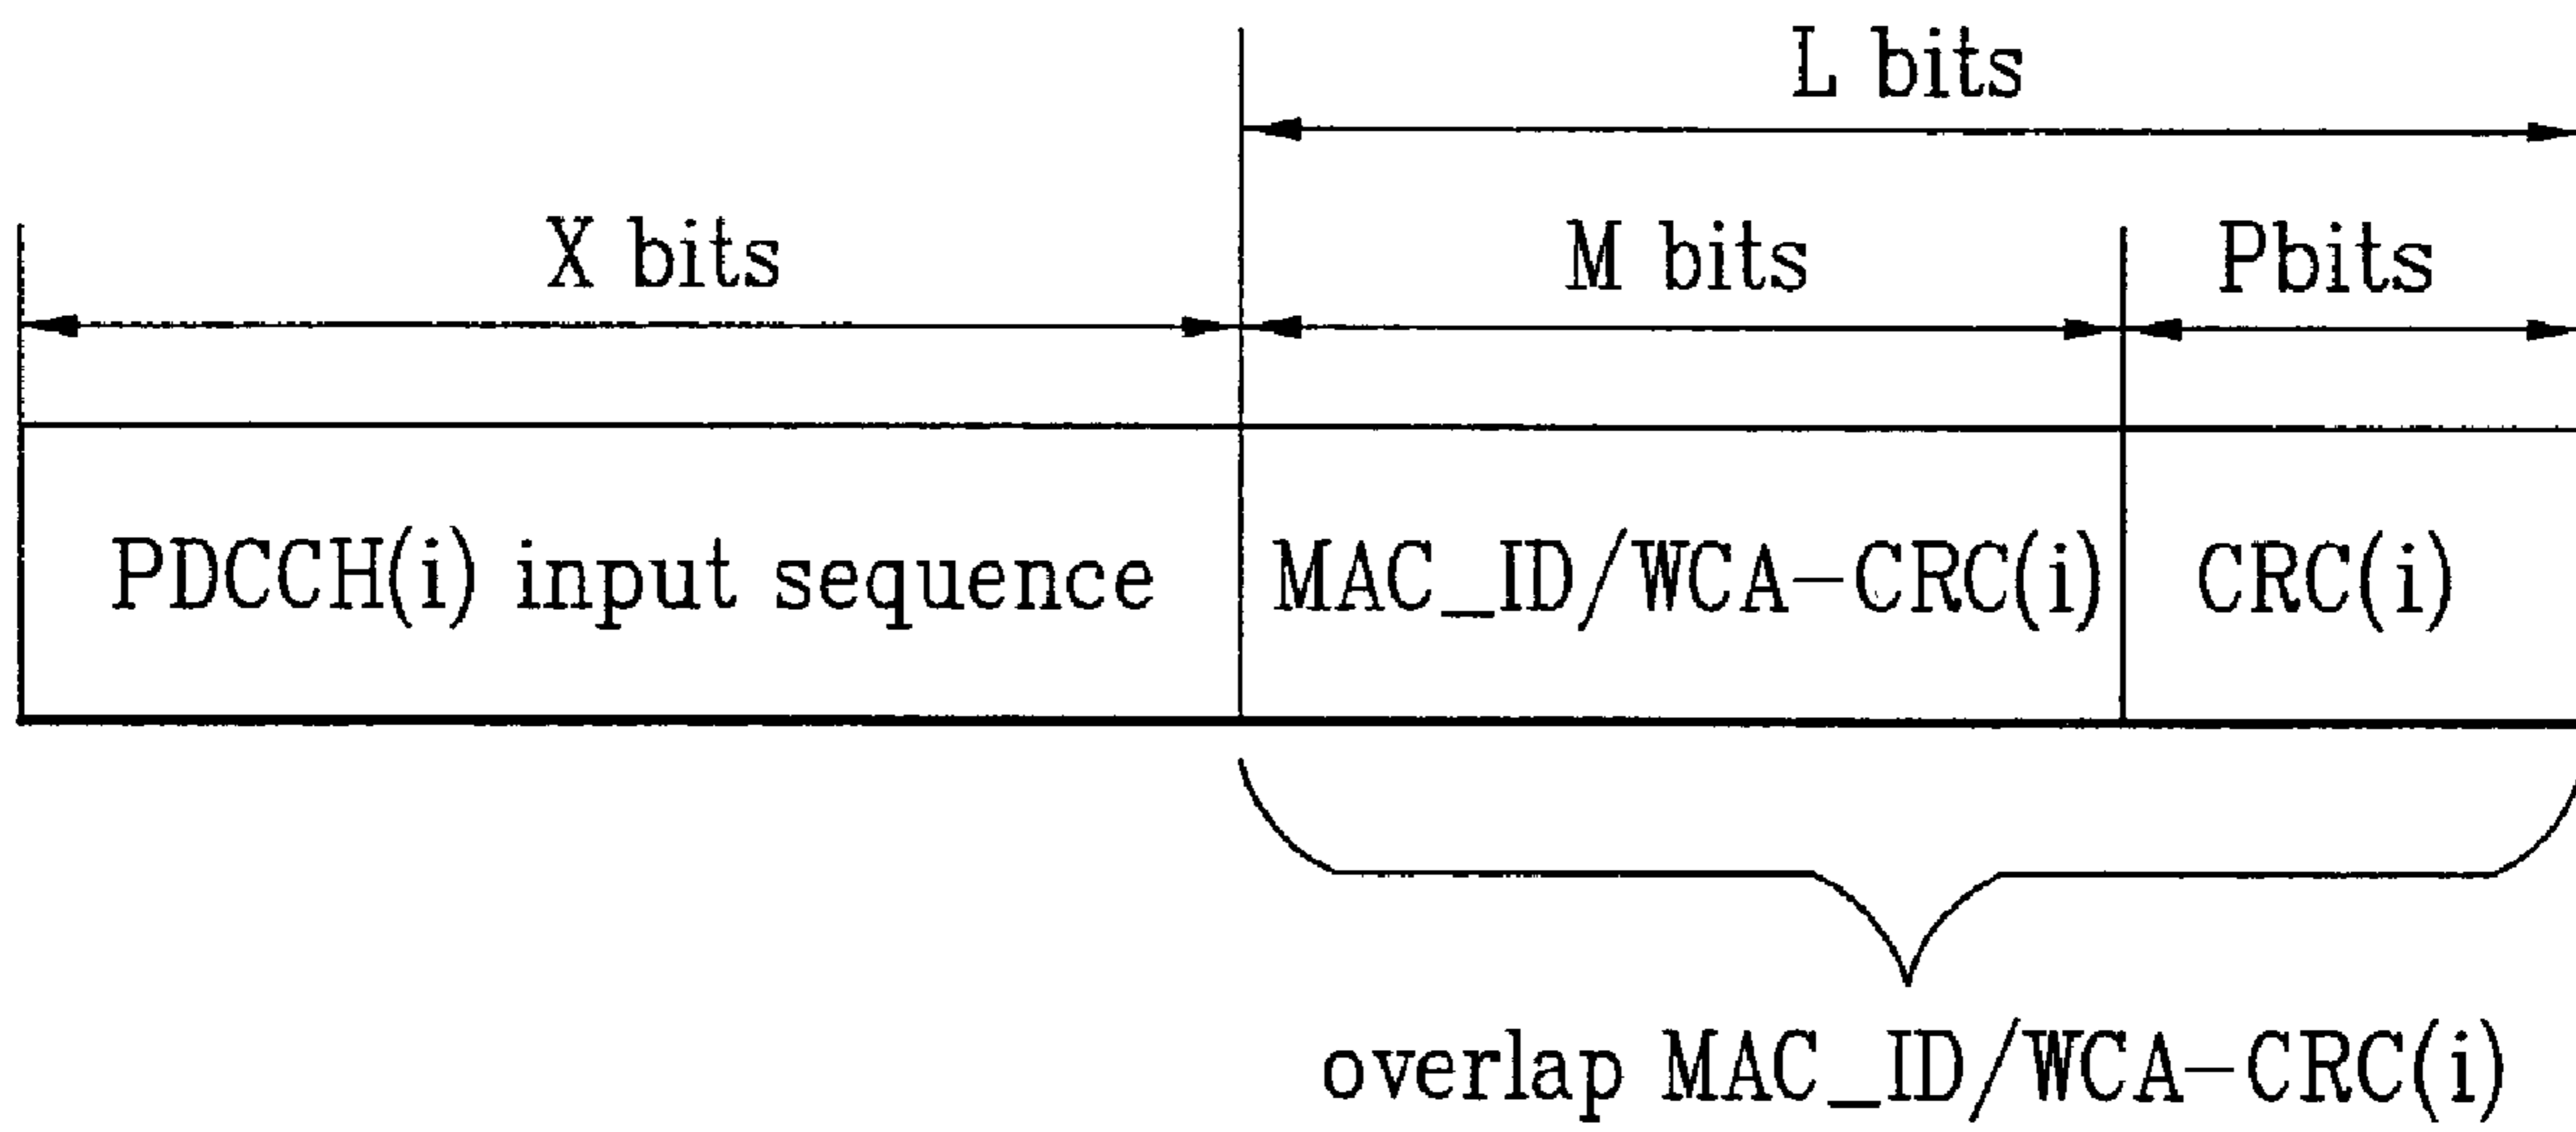 L bits
X bits
M bits
Pbits
PDCCH(i) input sequence
MAC_ID/WCA-CRC(i)
CRC(i)
overlap MAC_ID/WCA-CRC(i)